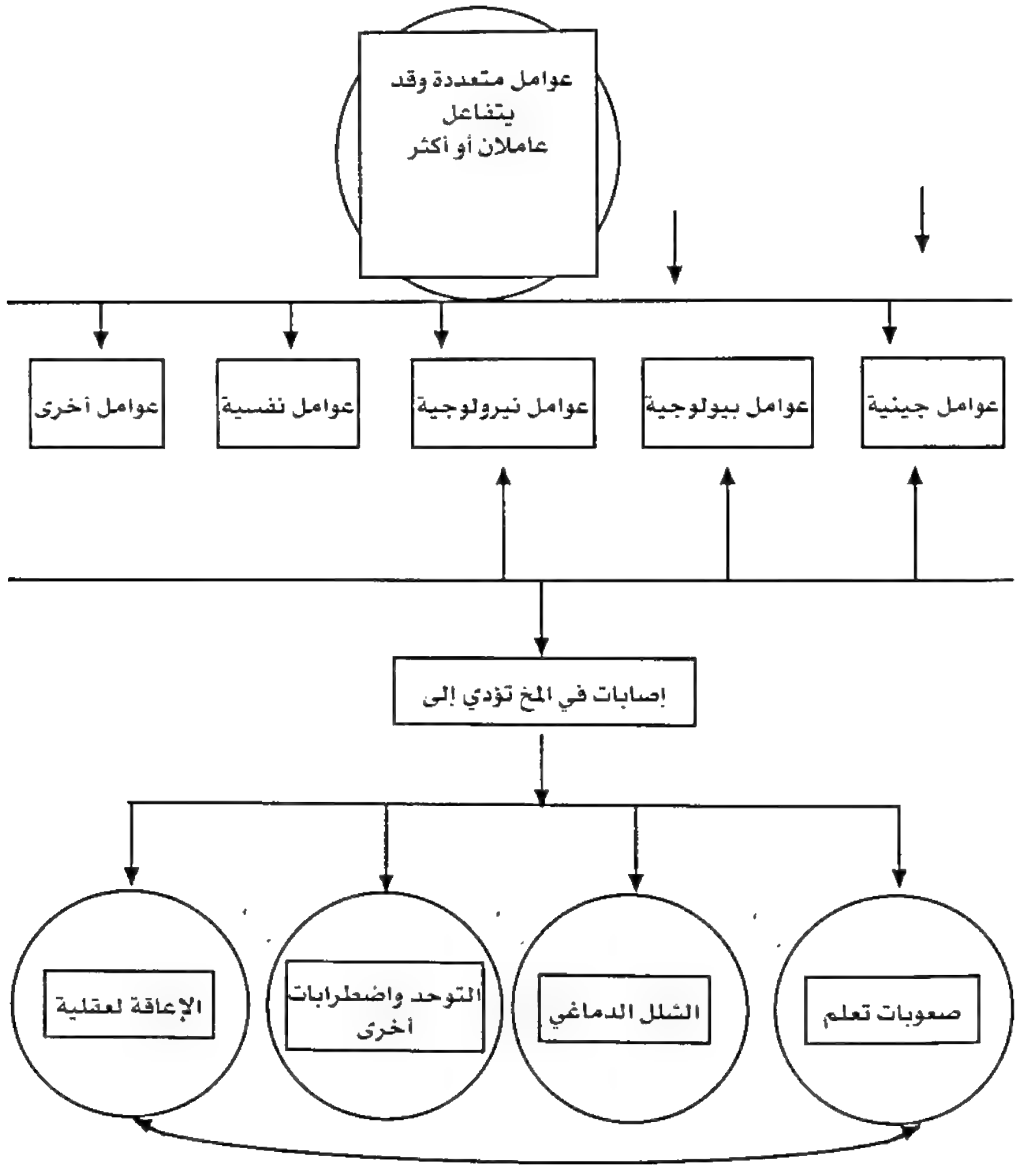 عوامل متعددة وقد
يتفاعل
عاملان أو أكثر
عوامل جينية
عوامل بيولوجية
عوامل نيرولوجية
عوامل نفسية
عوامل أخرى
إصابات في المخ تؤدي إلى
صعوبات تعلم
الشلل الدماغي
التوحد واضطرابات
أخرى
الإعاقة لعقلية